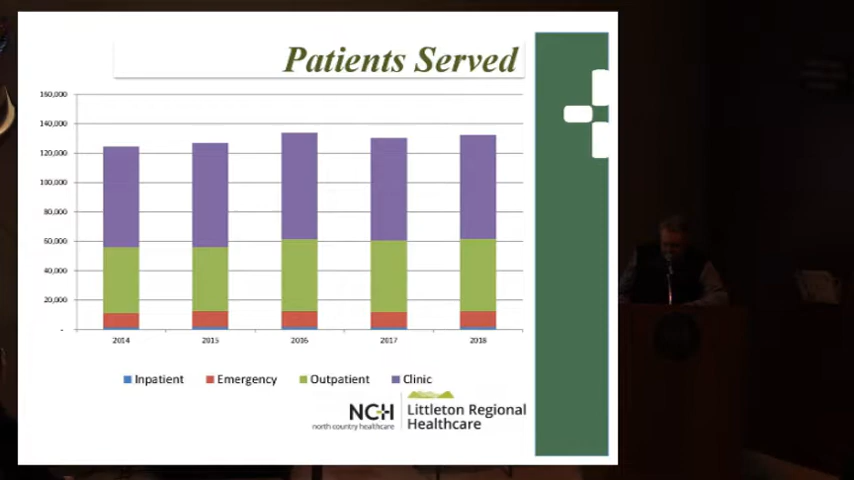 Patients Served
160,000
140,000
120,000
100,000
80,000
60,000
40,000
20,000
-
2014 2015 2016 2017 2018
Inpatient Emergency Outpatient Clinic
NCH Littleton Regional
north country healthcare Healthcare